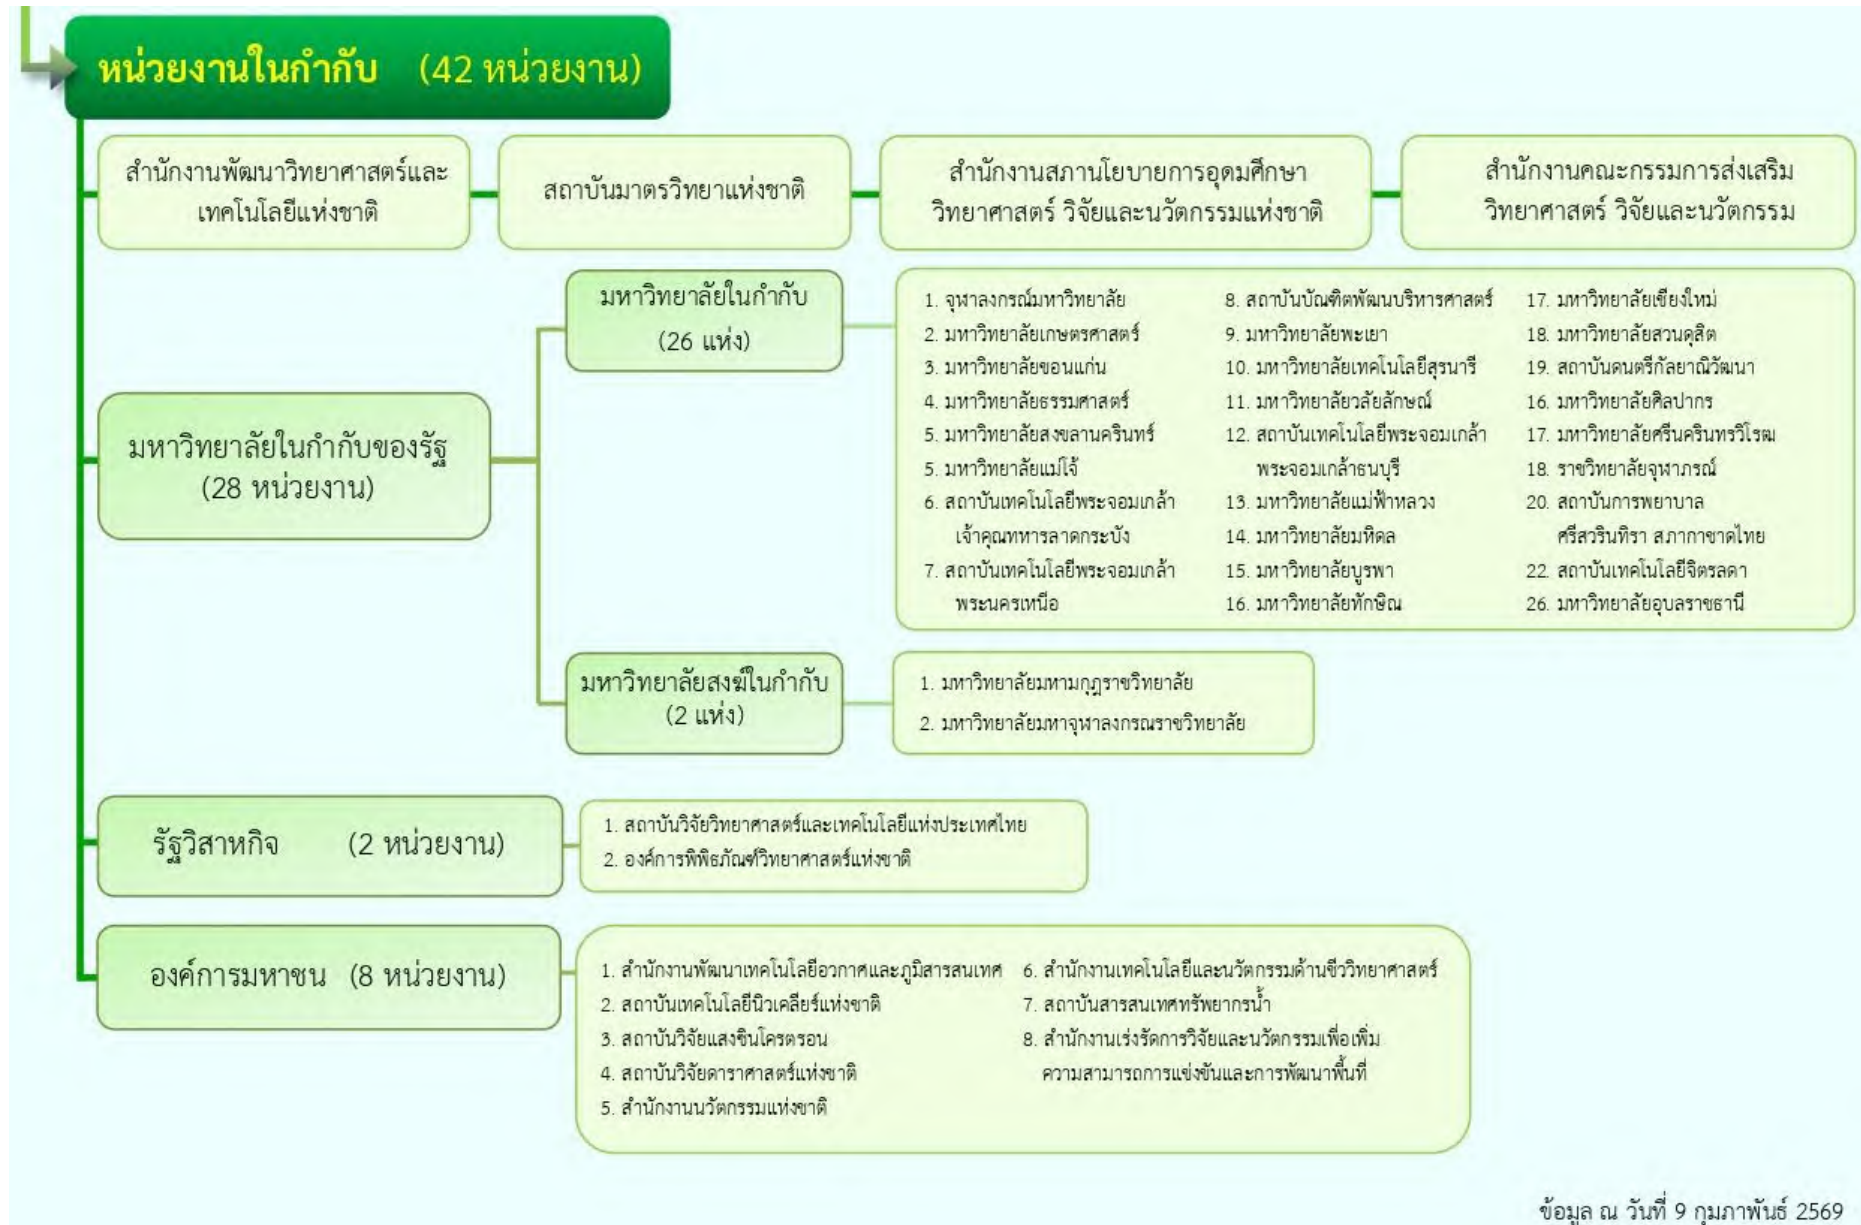 หน่วยงานในกำกับ (42 หน่วยงาน)
สำนักงานพัฒนาวิทยาศาสตร์และ
เทคโนโลยีแห่งชาติ
สถาบันมาตรวิทยาแห่งชาติ
สำนักงานสภานโยบายการอุดมศึกษา
วิทยาศาสตร์ วิจัยและนวัตกรรมแห่งชาติ
สำนักงานคณะกรรมการส่งเสริม
วิทยาศาสตร์ วิจัยและนวัตกรรม
มหาวิทยาลัยในกำกับของรัฐ
(28 หน่วยงาน)
มหาวิทยาลัยในกำกับ
(26 แห่ง)
1. จุฬาลงกรณ์มหาวิทยาลัย
2. มหาวิทยาลัยเกษตรศาสตร์
3. มหาวิทยาลัยขอนแก่น
4. มหาวิทยาลัยธรรมศาสตร์
5. มหาวิทยาลัยสงขลานครินทร์
5. มหาวิทยาลัยแม่โจ้
6. สถาบันเทคโนโลยีพระจอมเกล้า
เจ้าคุณทหารลาดกระบัง
7. สถาบันเทคโนโลยีพระจอมเกล้า
พระนครเหนือ
8. สถาบันบัณฑิตพัฒนบริหารศาสตร์
9. มหาวิทยาลัยพะเยา
10. มหาวิทยาลัยเทคโนโลยีสุรนารี
11. มหาวิทยาลัยวลัยลักษณ์
12. สถาบันเทคโนโลยีพระจอมเกล้า
พระจอมเกล้าธนบุรี
13. มหาวิทยาลัยแม่ฟ้าหลวง
14. มหาวิทยาลัยมหิดล
15. มหาวิทยาลัยบูรพา
16. มหาวิทยาลัยทักษิณ
17. มหาวิทยาลัยเชียงใหม่
18. มหาวิทยาลัยสวนดุสิต
19. สถาบันดนตรีกัลยาณิวัฒนา
16. มหาวิทยาลัยศิลปากร
17. มหาวิทยาลัยศรีนครินทรวิโรฒ
18. ราชวิทยาลัยจุฬาภรณ์
20. สถาบันการพยาบาล
ศรีสวรินทิรา สภากาชาดไทย
22. สถาบันเทคโนโลยีจิตรลดา
26. มหาวิทยาลัยอุบลราชธานี
มหาวิทยาลัยสงฆ์ในกำกับ
(2 แห่ง)
1. มหาวิทยาลัยมหามกุฏราชวิทยาลัย
2. มหาวิทยาลัยมหาจุฬาลงกรณราชวิทยาลัย
รัฐวิสาหกิจ (2 หน่วยงาน)
1. สถาบันวิจัยวิทยาศาสตร์และเทคโนโลยีแห่งประเทศไทย
2. องค์การพิพิธภัณฑ์วิทยาศาสตร์แห่งชาติ
องค์การมหาชน (8 หน่วยงาน)
1. สำนักงานพัฒนาเทคโนโลยีอวกาศและภูมิสารสนเทศ
2. สถาบันเทคโนโลยีนิวเคลียร์แห่งชาติ
3. สถาบันวิจัยแสงซินโครตรอน
4. สถาบันวิจัยดาราศาสตร์แห่งชาติ
5. สำนักงานนวัตกรรมแห่งชาติ
6. สำนักงานเทคโนโลยีและนวัตกรรมด้านชีววิทยาศาสตร์
7. สถาบันสารสนเทศทรัพยากรน้ำ
8. สำนักงานเร่งรัดการวิจัยและนวัตกรรมเพื่อเพิ่ม
ความสามารถการแข่งขันและการพัฒนาพื้นที่
ข้อมูล ณ วันที่ 9 กุมภาพันธ์ 2569